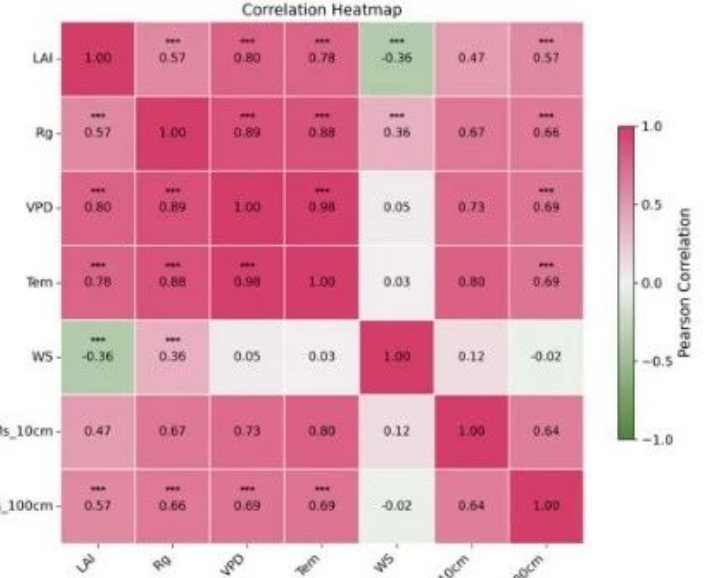 Correlation Heatmap
*** *** *** *** ***
LAI 1.00 0.57 0.80 0.78 -0.36 0.47 0.57
*** *** *** *** ***
Rg 0.57 1.00 0.89 0.88 0.36 0.67 0.66
*** *** *** ***
VPD 0.80 0.89 1.00 0.98 0.05 0.73 0.69
*** *** *** ***
Tem 0.78 0.88 0.98 1.00 0.03 0.80 0.69
*** ***
WS -0.36 0.36 0.05 0.03 1.00 0.12 -0.02
s_10cm 0.47 0.67 0.73 0.80 0.12 1.00 0.64
*** *** *** ***
_100cm 0.57 0.66 0.69 0.69 -0.02 0.64 1.00
LAI Rg VPD Tem WS 10cm 00cm
1.0
0.5
0.0
−0.5
−1.0
Pearson Correlation